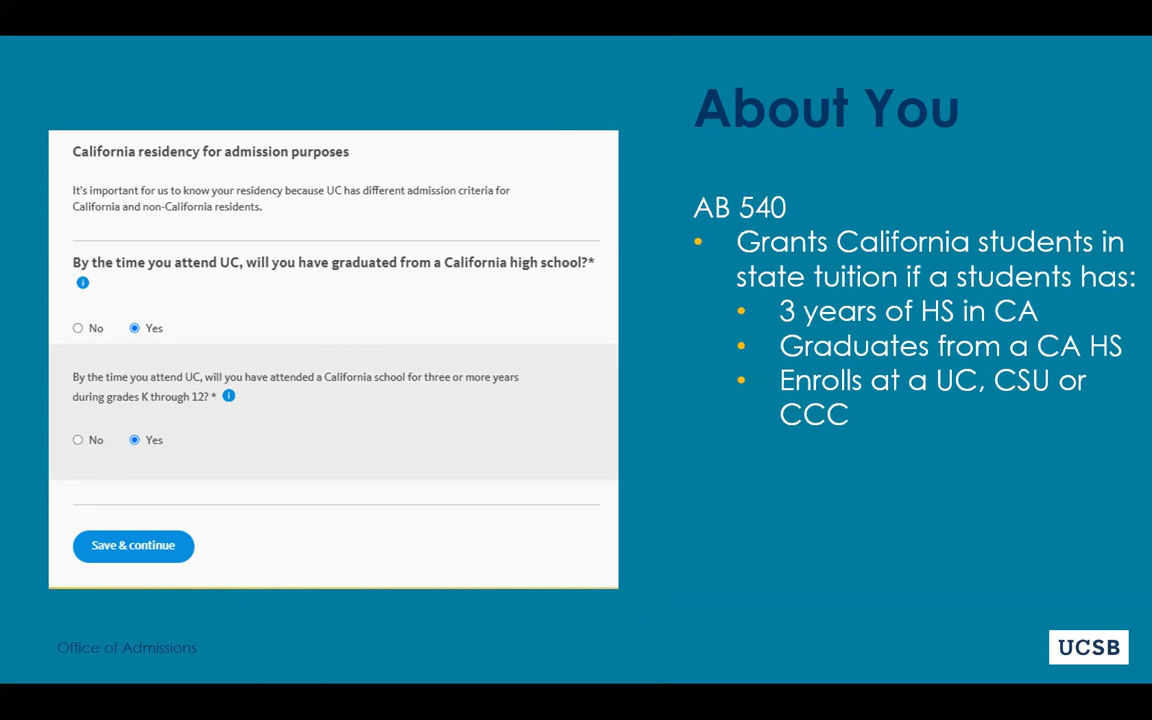 About You
California residency for admission purposes
It's important for us to know your residency because UC has different admission criteria for
California and non-California residents.
By the time you attend UC, will you have graduated from a California high school?*
i
No Yes
By the time you attend UC, will you have attended a California school for three or more years
during grades K through 12? * i
No Yes
Save & continue
AB 540
• Grants California students in
state tuition if a students has:
• 3 years of HS in CA
• Graduates from a CA HS
• Enrolls at a UC, CSU or
CCC
Office of Admissions
UCSB